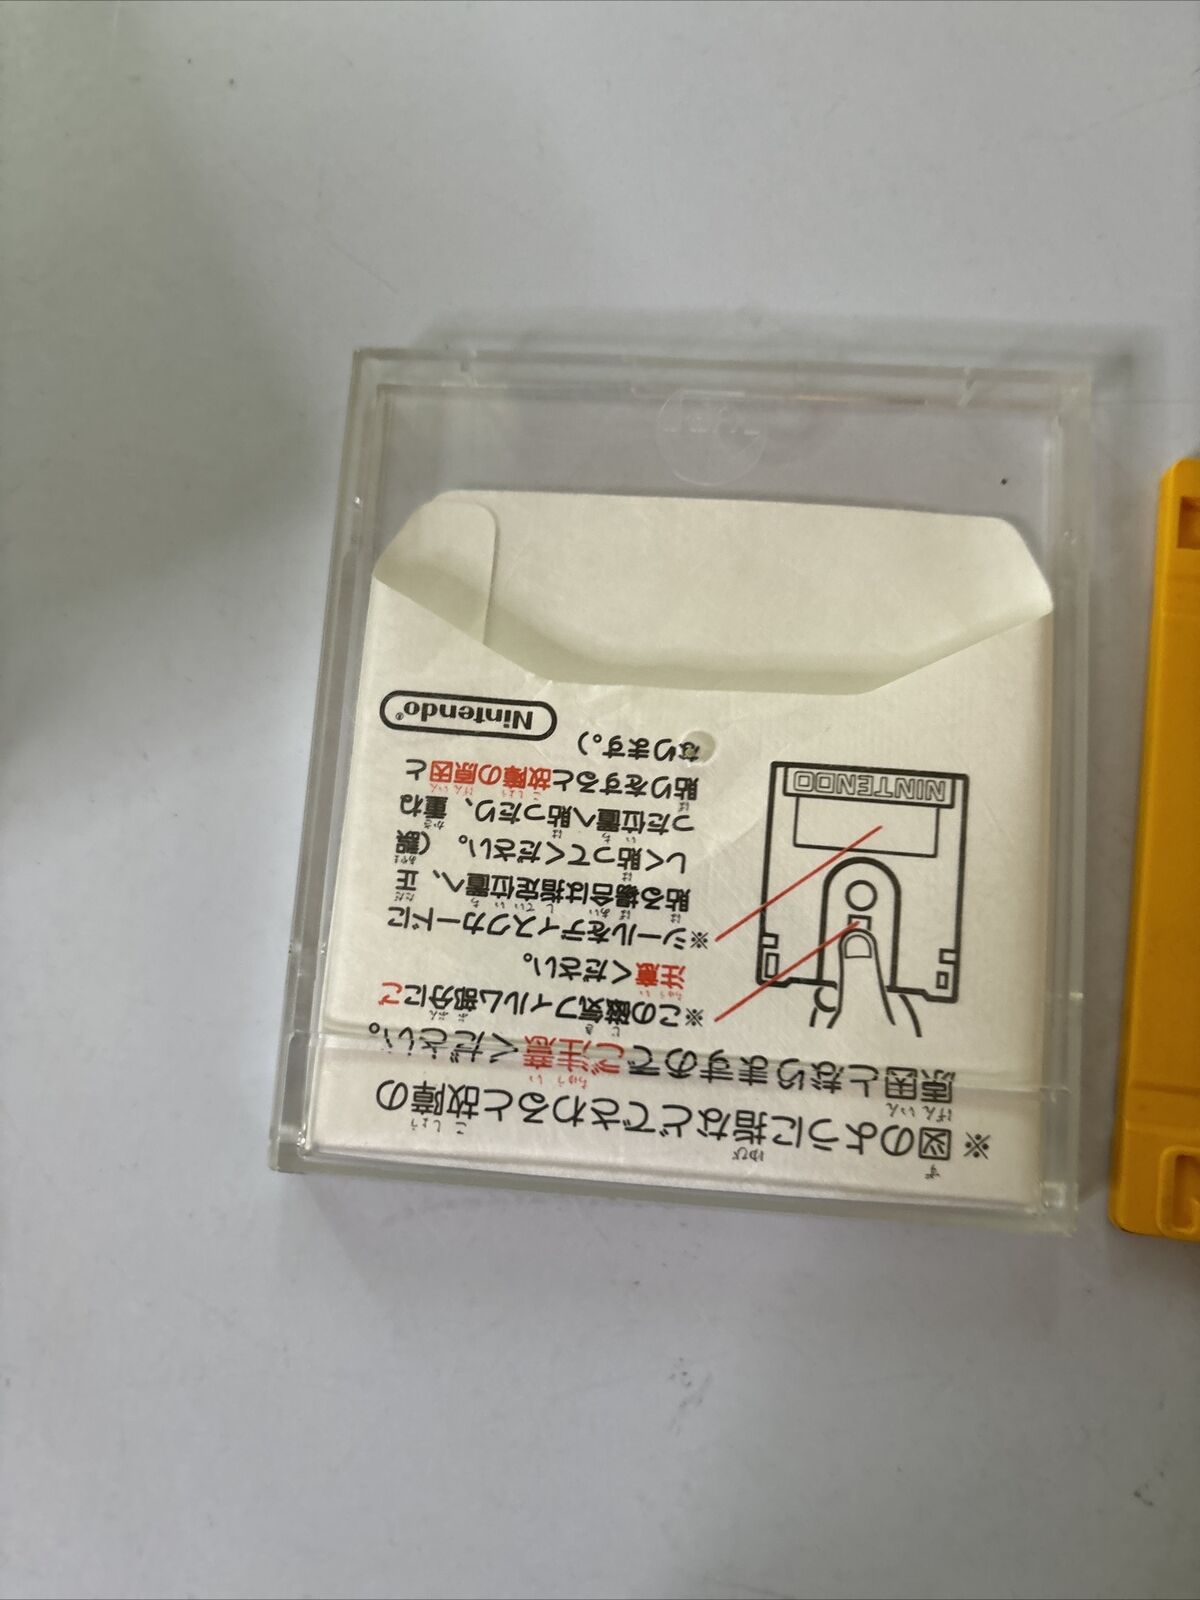 ※図のように指などでさわると故障の
原因となりますのでご注意ください。
※この磁気フィルム部分にご
注意ください。
※シールをディスクカードに
貼る場合は指定位置へ、正
しく貼ってください。(誤
った位置へ貼ったり、重ね
貼りをすると故障の原因と
なります。)
NINTENDO
Nintendo®